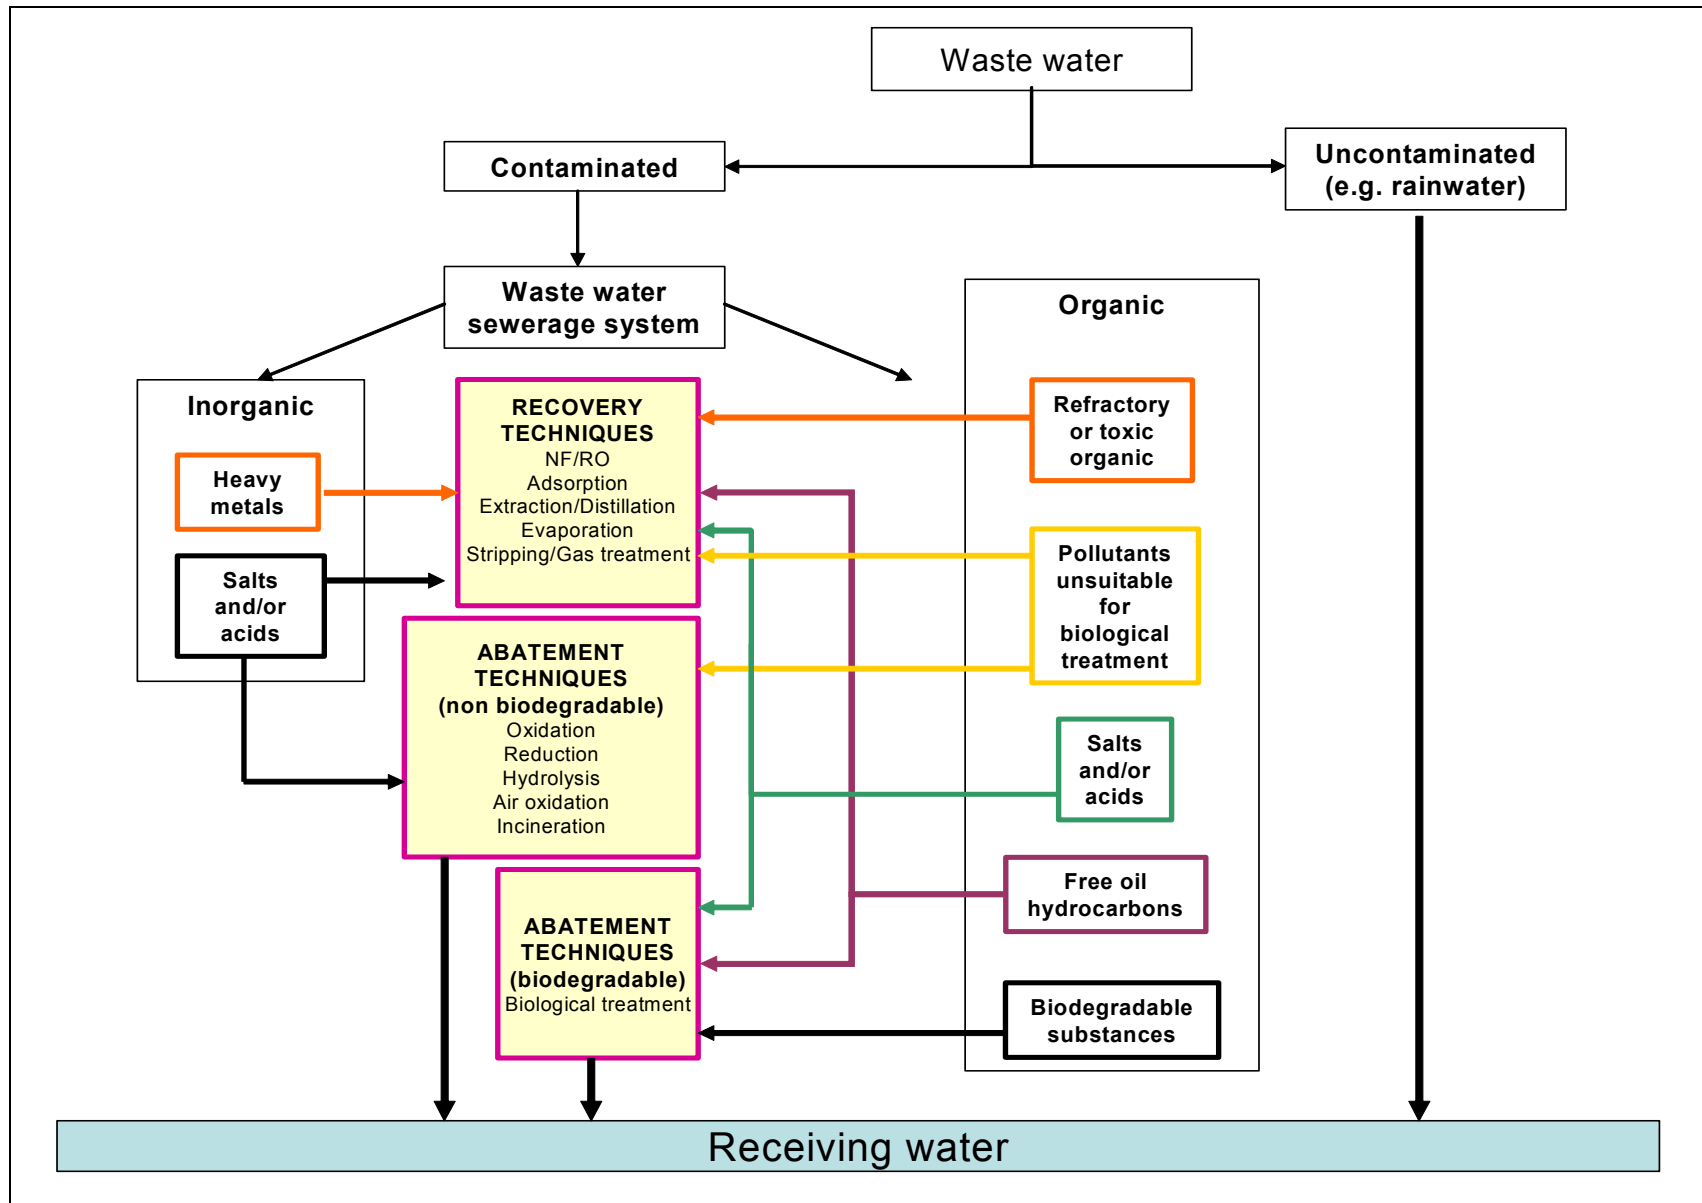 Waste water
Contaminated
Uncontaminated
(e.g. rainwater)
Waste water
sewerage system
Organic
Inorganic
Heavy
metals
Salts
and/or
acids
RECOVERY
TECHNIQUES
NF/RO
Adsorption
Extraction/Distillation
Evaporation
Stripping/Gas treatment
ABATEMENT
TECHNIQUES
(non biodegradable)
Oxidation
Reduction
Hydrolysis
Air oxidation
Incineration
ABATEMENT
TECHNIQUES
(biodegradable)
Biological treatment
Refractory
or toxic
organic
Pollutants
unsuitable
for
biological
treatment
Salts
and/or
acids
Free oil
hydrocarbons
Biodegradable
substances
Receiving water